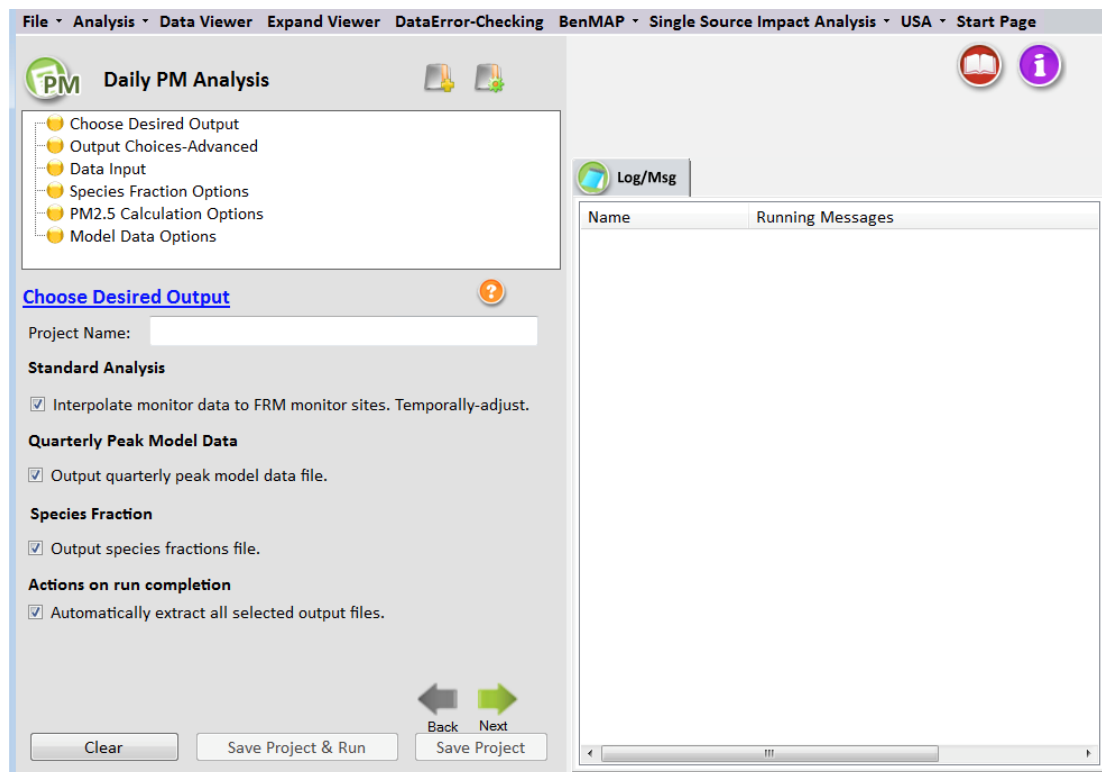 File Analysis Data Viewer Expand Viewer DataError-Checking BenMAP Single Source Impact Analysis USA Start Page
PM Daily PM Analysis
Choose Desired Output
Output Choices-Advanced
Data Input
Species Fraction Options
PM2.5 Calculation Options
Model Data Options
Choose Desired Output ?
Project Name:
Standard Analysis
Interpolate monitor data to FRM monitor sites. Temporally-adjust.
Quarterly Peak Model Data
Output quarterly peak model data file.
Species Fraction
Output species fractions file.
Actions on run completion
Automatically extract all selected output files.
Back Next
Clear Save Project & Run Save Project
i
Log/Msg
Name Running Messages